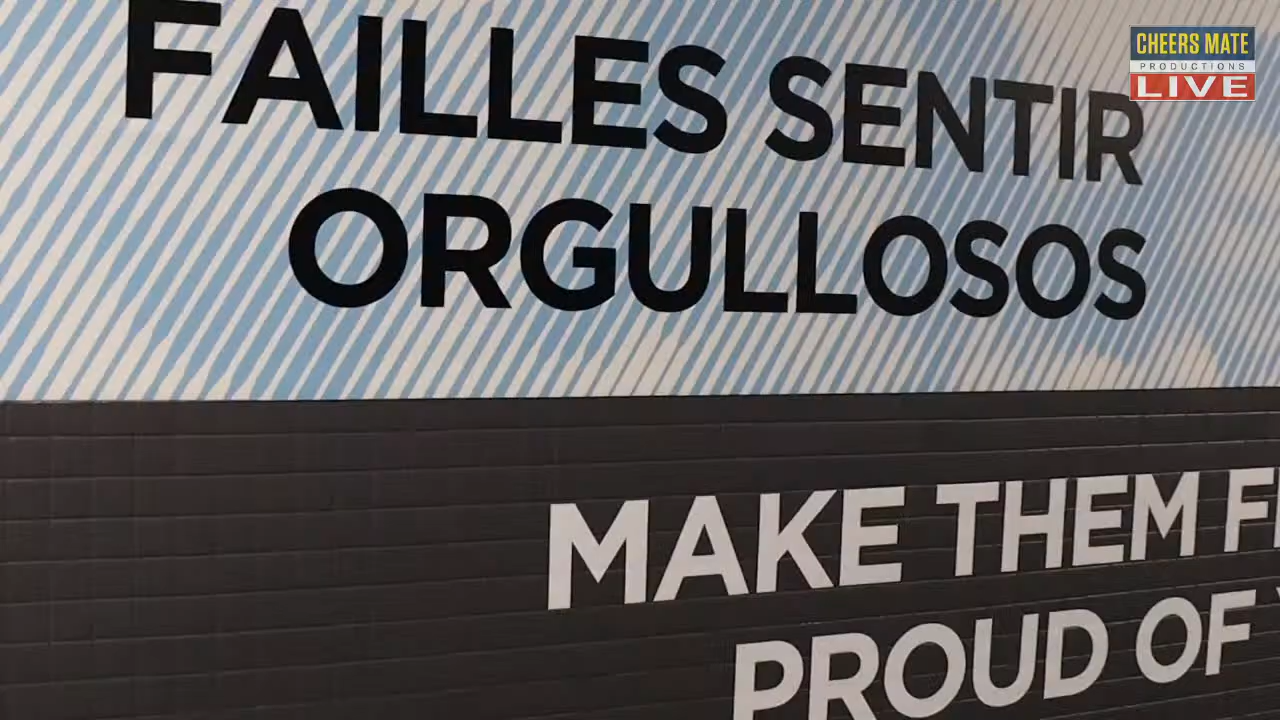 CHEERS MATE
PRODUCTIONS
LIVE
FAILLES SENTIR
ORGULLOSOS
MAKE THEM
PROUD OF